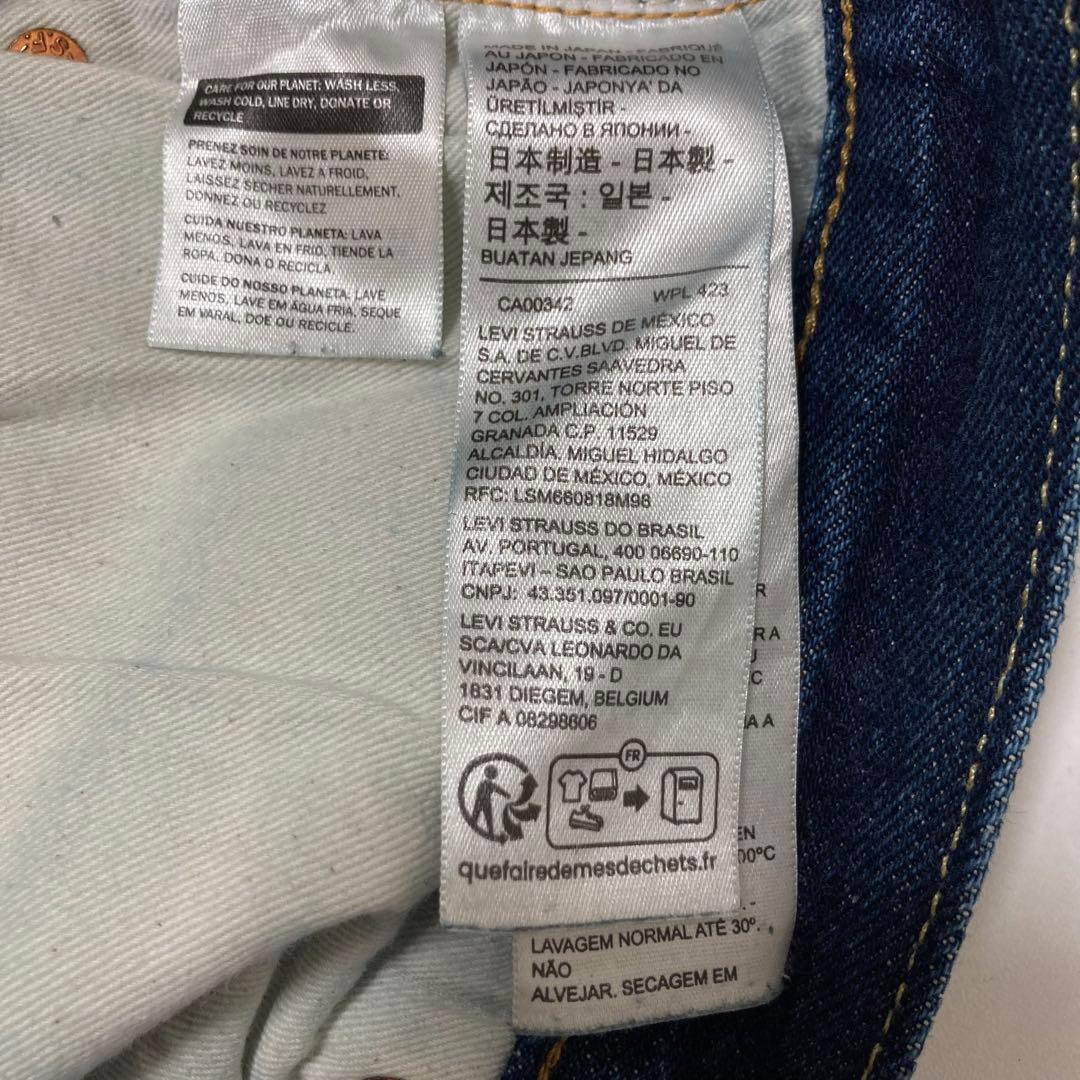 S.F.
CARE FOR OUR PLANET: WASH LESS,
WASH COLD, LINE DRY, DONATE OR
RECYCLE
PRENEZ SOIN DE NOTRE PLANETE:
LAVEZ MOINS, LAVEZ A FROID,
LAISSEZ SECHER NATURELLEMENT,
DONNEZ OU RECYCLEZ
CUIDA NUESTRO PLANETA: LAVA
MENOS, LAVA EN FRIO, TIENDE LA
ROPA, DONA O RECICLA
CUIDE DO NOSSO PLANETA: LAVE
MENOS, LAVE EM ÁGUA FRIA, SEQUE
EM VARAL, DOE OU RECICLE.
MADE IN JAPAN - FABRIQUÉ
AU JAPON - FABRICADO EN
JAPÓN - FABRICADO NO
JAPÃO - JAPONYA' DA
ÜRETİLMİŞTİR -
СДЕЛАНО В ЯПОНИИ -
日本制造 - 日本製 -
제조국 : 일본 -
日本製 -
BUATAN JEPANG
CA00342 WPL 423
LEVI STRAUSS DE MÉXICO
S.A. DE C.V.BLVD. MIGUEL DE
CERVANTES SAAVEDRA
NO. 301, TORRE NORTE PISO
7 COL. AMPLIACIÓN
GRANADA C.P. 11529
ALCALDÍA, MIGUEL HIDALGO
CIUDAD DE MÉXICO, MÉXICO
RFC: LSM660818M98
LEVI STRAUSS DO BRASIL
AV. PORTUGAL, 400 06690-110
ITAPEVI – SAO PAULO BRASIL
CNPJ: 43.351.097/0001-90
LEVI STRAUSS & CO. EU
SCA/CVA LEONARDO DA
VINCILAAN, 19 - D
1831 DIEGEM, BELGIUM
CIF A 08298606
FR
quefairedemesdechets.fr
R
RA
U
C
IA A
EN
00°C
. -
LAVAGEM NORMAL ATÉ 30º.
NÃO
ALVEJAR. SECAGEM EM